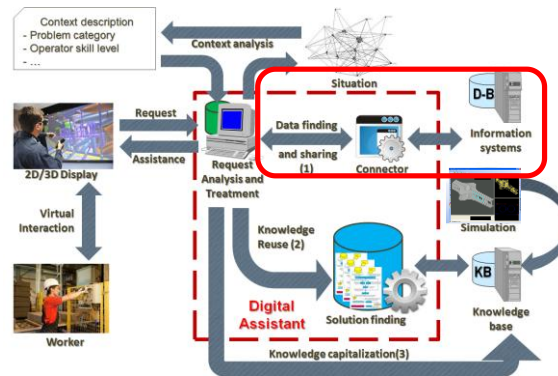 Context description
- Problem category
- Operator skill level
- ...
Context analysis
Situation
D-B
Information
systems
Request
Assistance
2D/3D Display
Data finding
and sharing
(1)
Connector
Request
Analysis and
Treatment
Simulation
Virtual
Interaction
Knowledge
Reuse (2)
KB
Digital
Assistant
Solution finding
Knowledge
base
Worker
Knowledge capitalization(3)